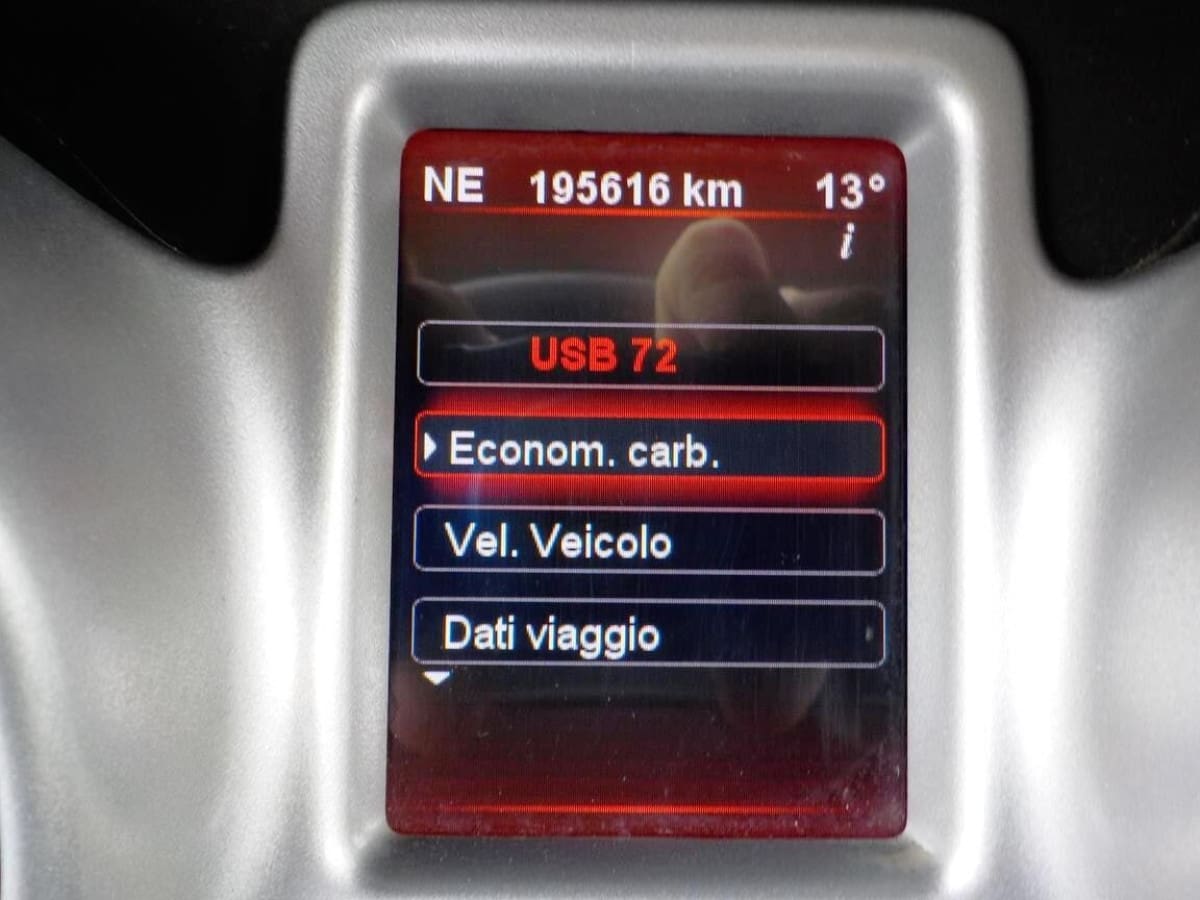 NE 195616 km 13°
i
USB 72
Econom. carb.
Vel. Veicolo
Dati viaggio